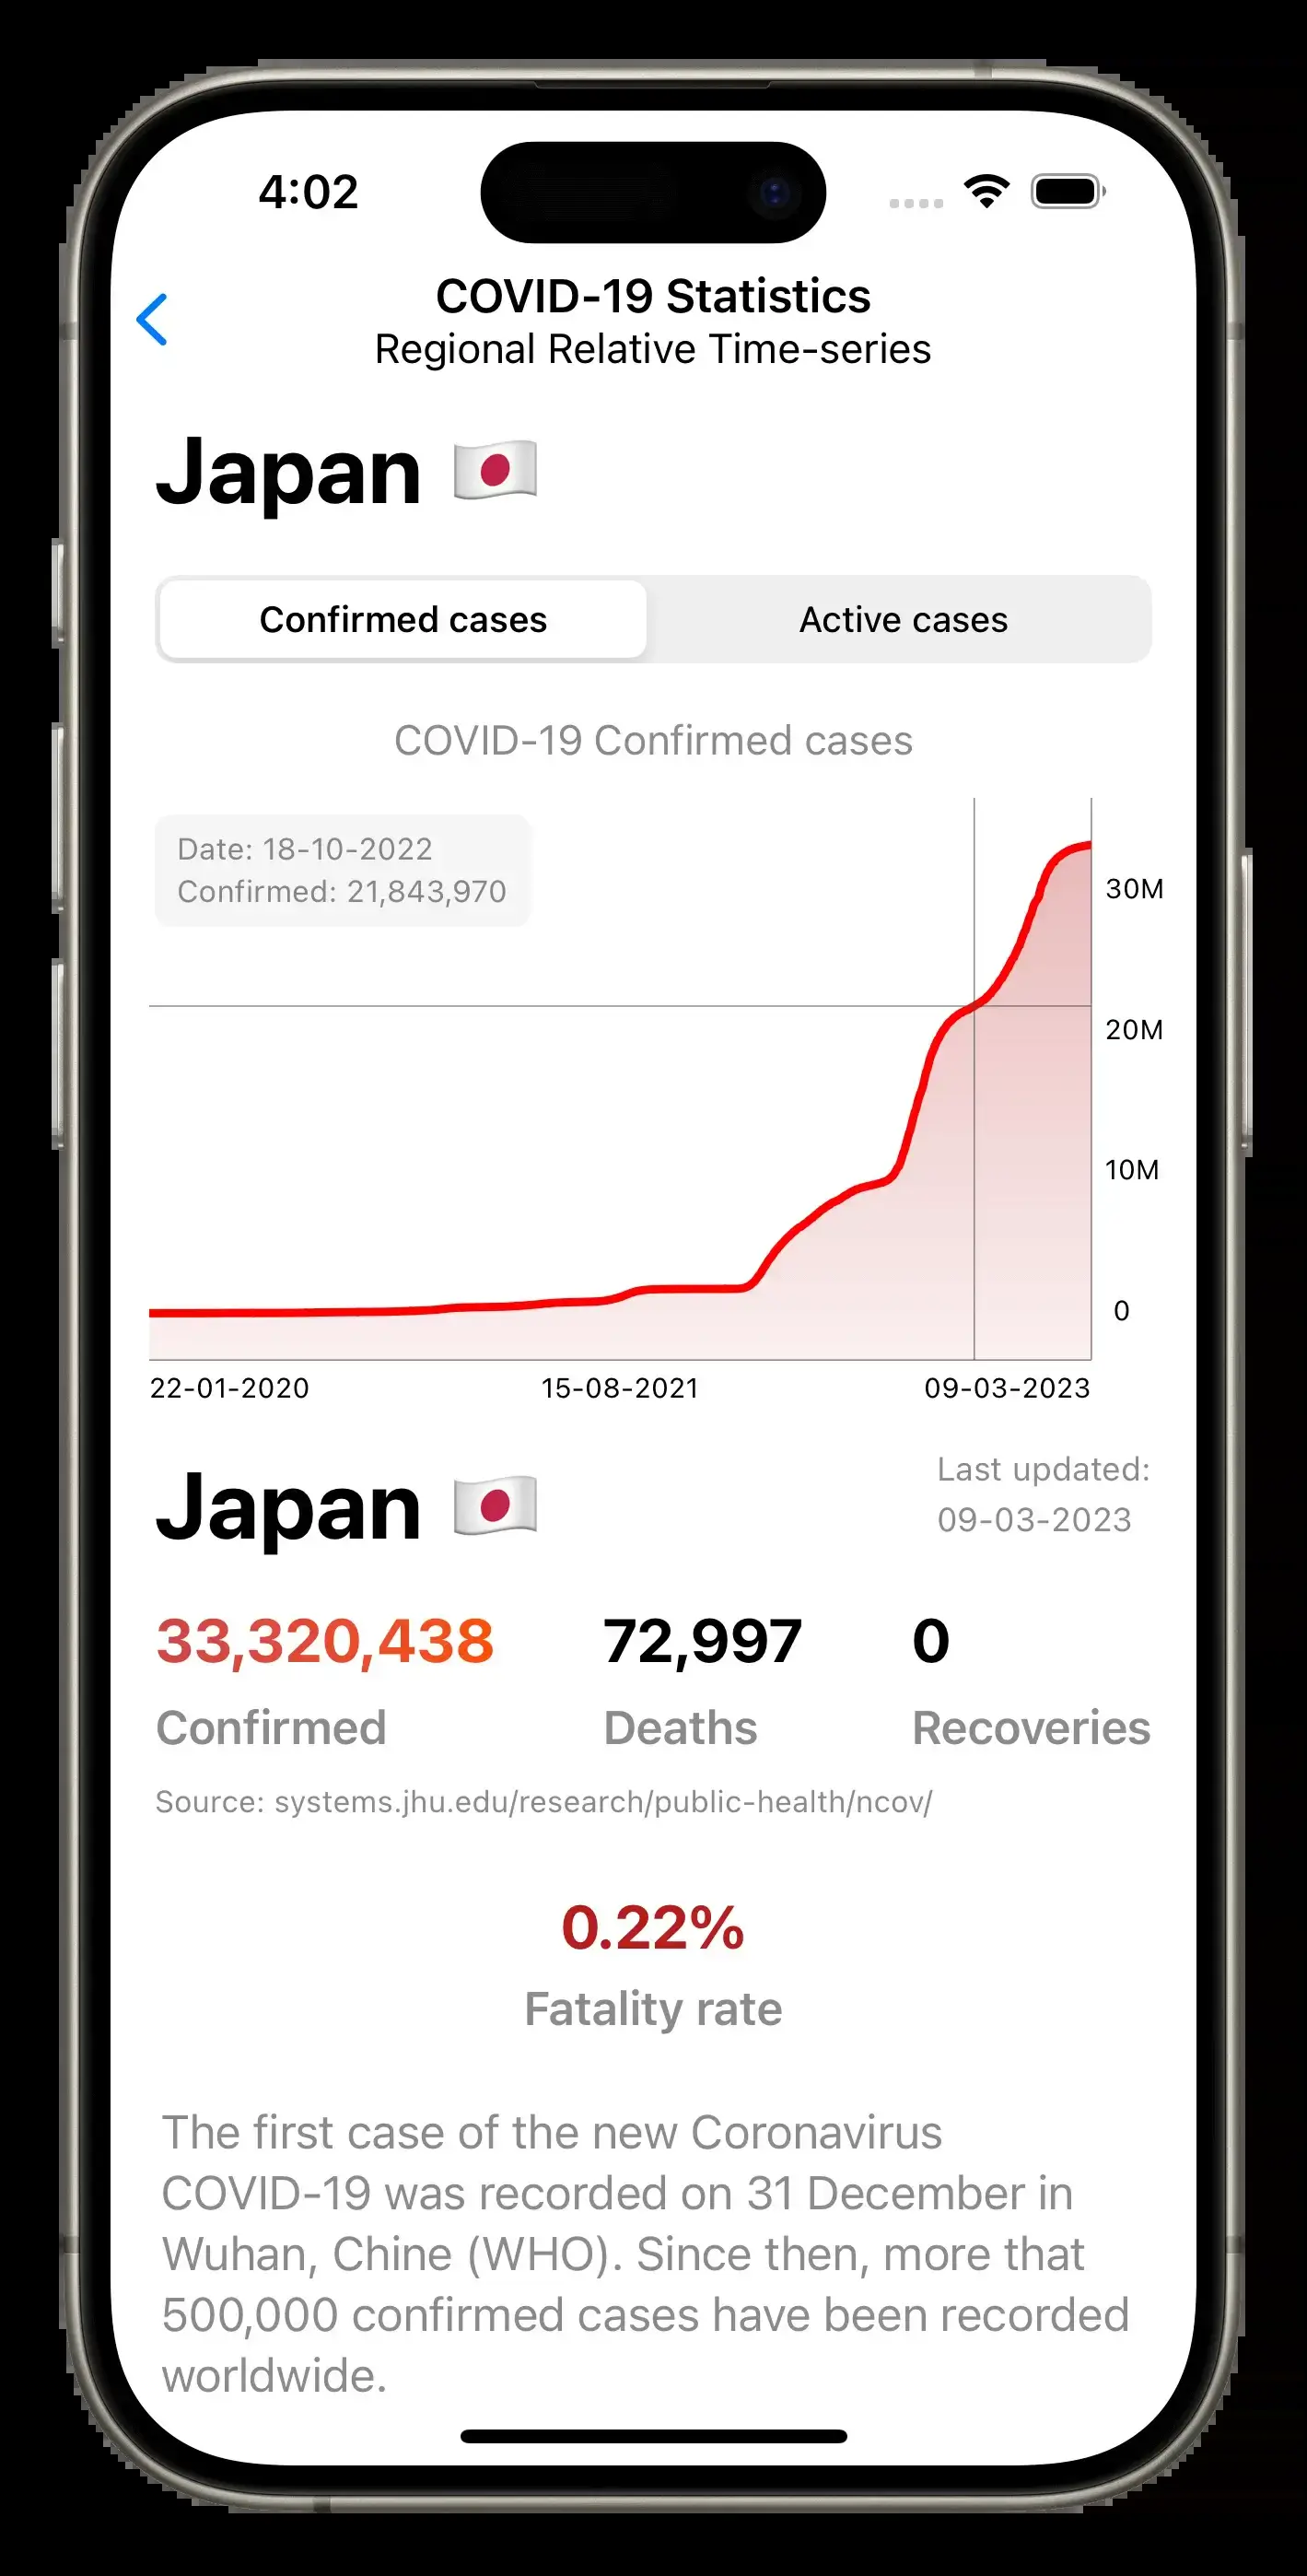 4:02
COVID-19 Statistics
Regional Relative Time-series
Japan
Confirmed cases
Active cases
COVID-19 Confirmed cases
Date: 18-10-2022
Confirmed: 21,843,970
30M
20M
10M
0
22-01-2020
15-08-2021
09-03-2023
Japan
Last updated:
09-03-2023
33,320,438
Confirmed
72,997
Deaths
0
Recoveries
Source: systems.jhu.edu/research/public-health/ncov/
0.22%
Fatality rate
The first case of the new Coronavirus
COVID-19 was recorded on 31 December in
Wuhan, Chine (WHO). Since then, more that
500,000 confirmed cases have been recorded
worldwide.